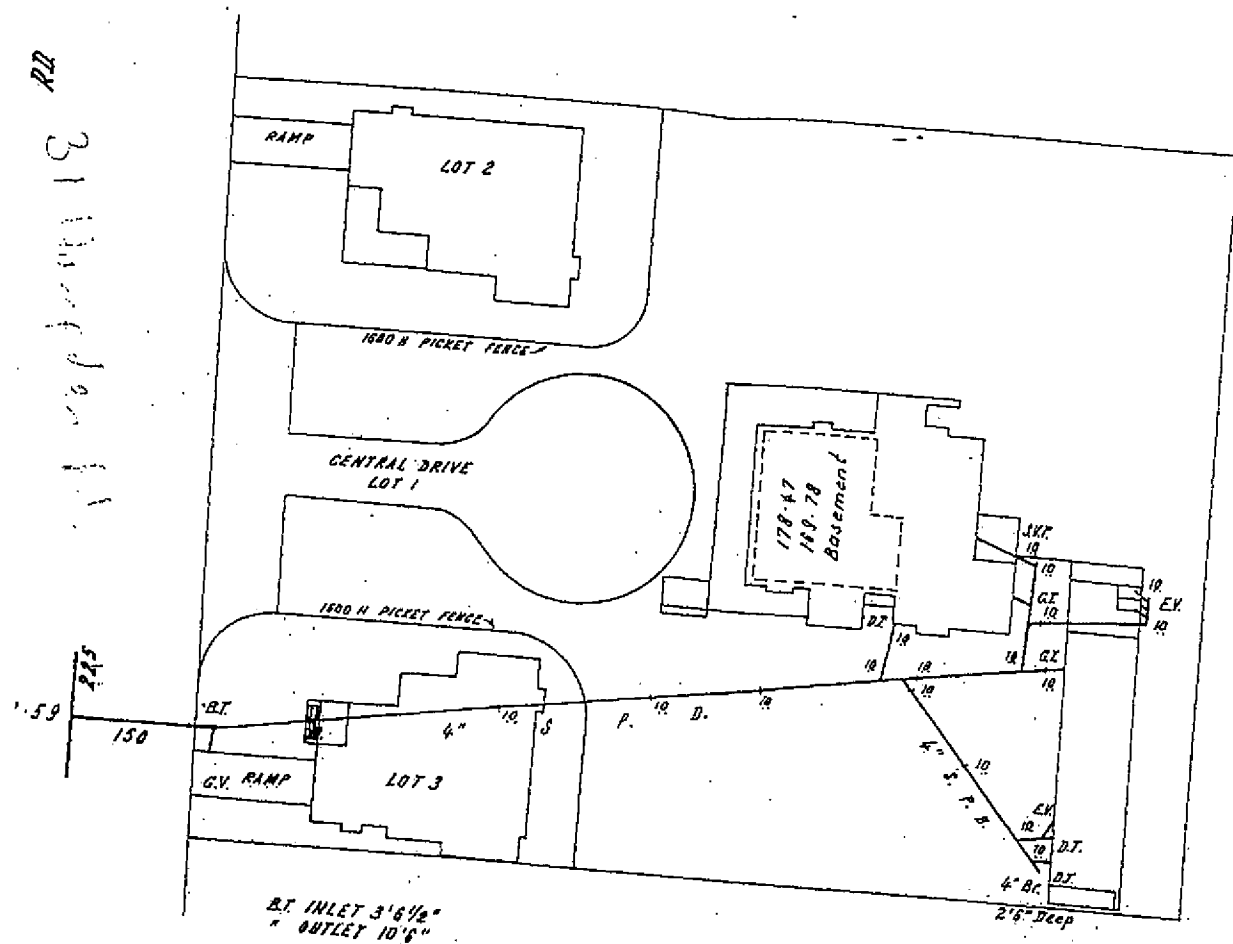 RD
31
RAMP
LOT 2
1600 H PICKET FENCE
CENTRAL DRIVE
LOT 1
178·47
169·78
Basement
S.V.P.
I.O.
I.O.
I.O.
E.V.
G.I.
I.O.
I.O.
1500 H PICKET FENCE
D.T.
I.O.
I.O.
I.O.
I.O.
G.I.
I.O.
I.O.
225
·59
150
B.T.
4" S P. D.
I.O.
I.O.
I.O.
G.V. RAMP
LOT 3
4" S. P. B.
I.O.
E.V.
I.O.
I.O.
D.T.
4" Br.
D.T.
2'6" Deep
B.T. INLET 3'6½"
" OUTLET 10'6"